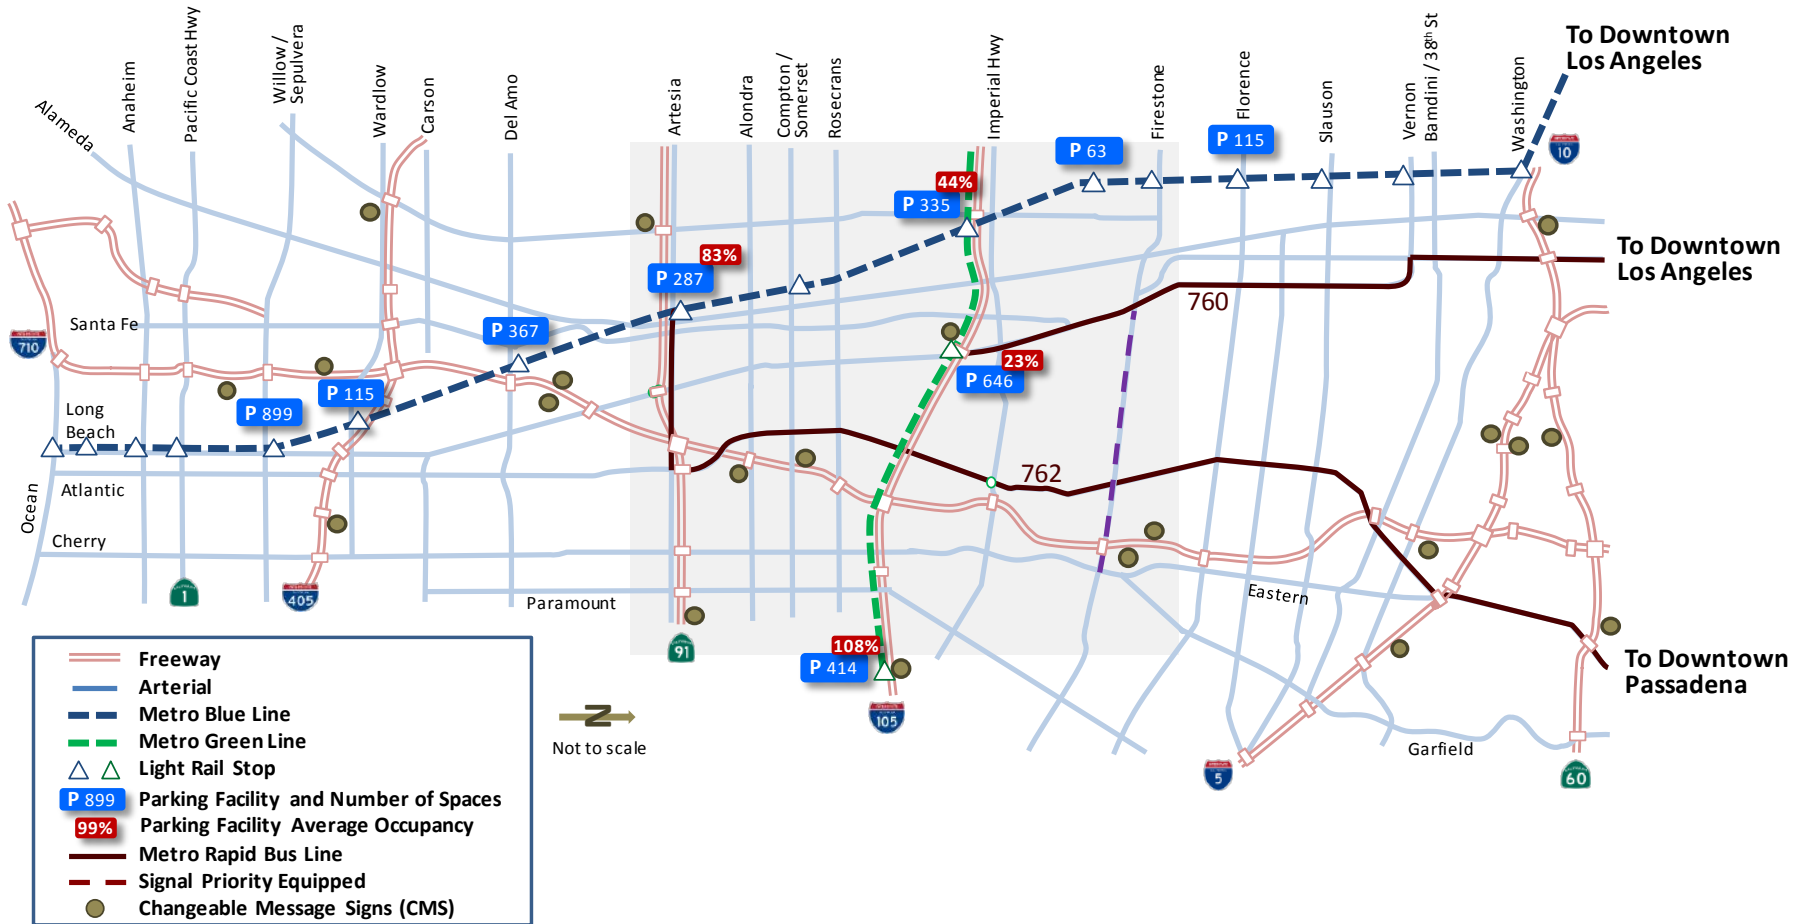 Alameda
Anaheim
Pacific Coast Hwy
Willow /
Sepulvera
Wardlow
Carson
Del Amo
Artesia
Alondra
Compton /
Somerset
Rosecrans
Imperial Hwy
Firestone
Florence
Slauson
Vernon
Bamdini / 38th St
Washington
To Downtown
Los Angeles
10
P 63
P 115
44%
P 335
83%
P 287
To Downtown
Los Angeles
760
Santa Fe
P 367
710
23%
P 646
P 115
P 899
Long
Beach
762
Atlantic
Ocean
Cherry
1
405
Paramount
Eastern
91
108%
P 414
To Downtown
Passadena
105
N
Not to scale
Garfield
5
60
Freeway
Arterial
Metro Blue Line
Metro Green Line
Light Rail Stop
P 899 Parking Facility and Number of Spaces
99% Parking Facility Average Occupancy
Metro Rapid Bus Line
Signal Priority Equipped
Changeable Message Signs (CMS)